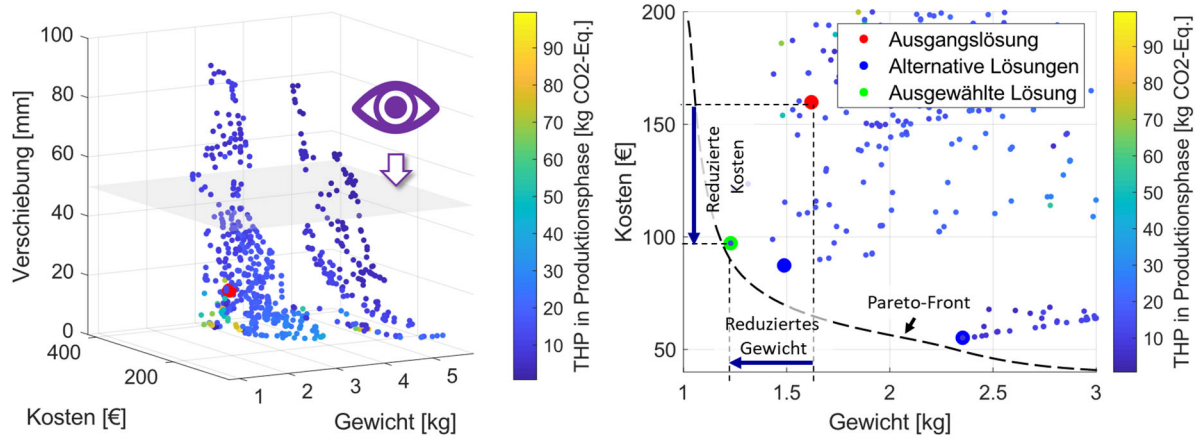 100
80
60
40
20
0
Verschiebung [mm]
400
200
Kosten [€]
1
2
3
4
5
Gewicht [kg]
90
80
70
60
50
40
30
20
10
THP in Produktionsphase [kg CO2-Eq.]
200
150
100
50
Kosten [€]
1
1.5
2
2.5
3
Gewicht [kg]
Ausgangslösung
Alternative Lösungen
Ausgewählte Lösung
Reduzierte
Kosten
Reduziertes
Gewicht
Pareto-Front
90
80
70
60
50
40
30
20
10
THP in Produktionsphase [kg CO2-Eq.]